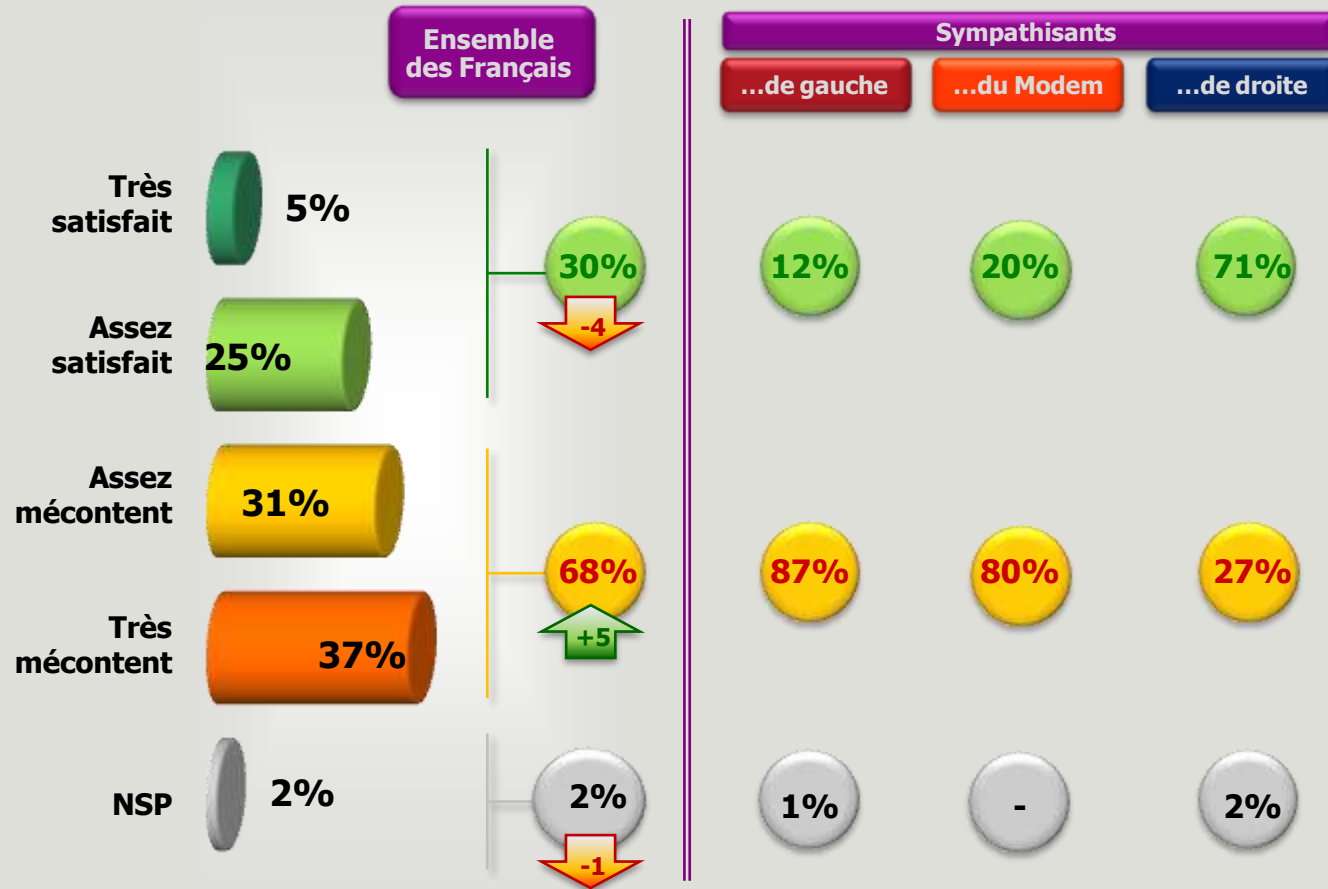 Ensemble
des Français
Sympathisants
...de gauche
...du Modem
...de droite
Très
satisfait
5%
30%
-4
12%
20%
71%
Assez
satisfait
25%
Assez
mécontent
31%
68%
+5
87%
80%
27%
Très
mécontent
37%
NSP
2%
2%
-1
1%
-
2%